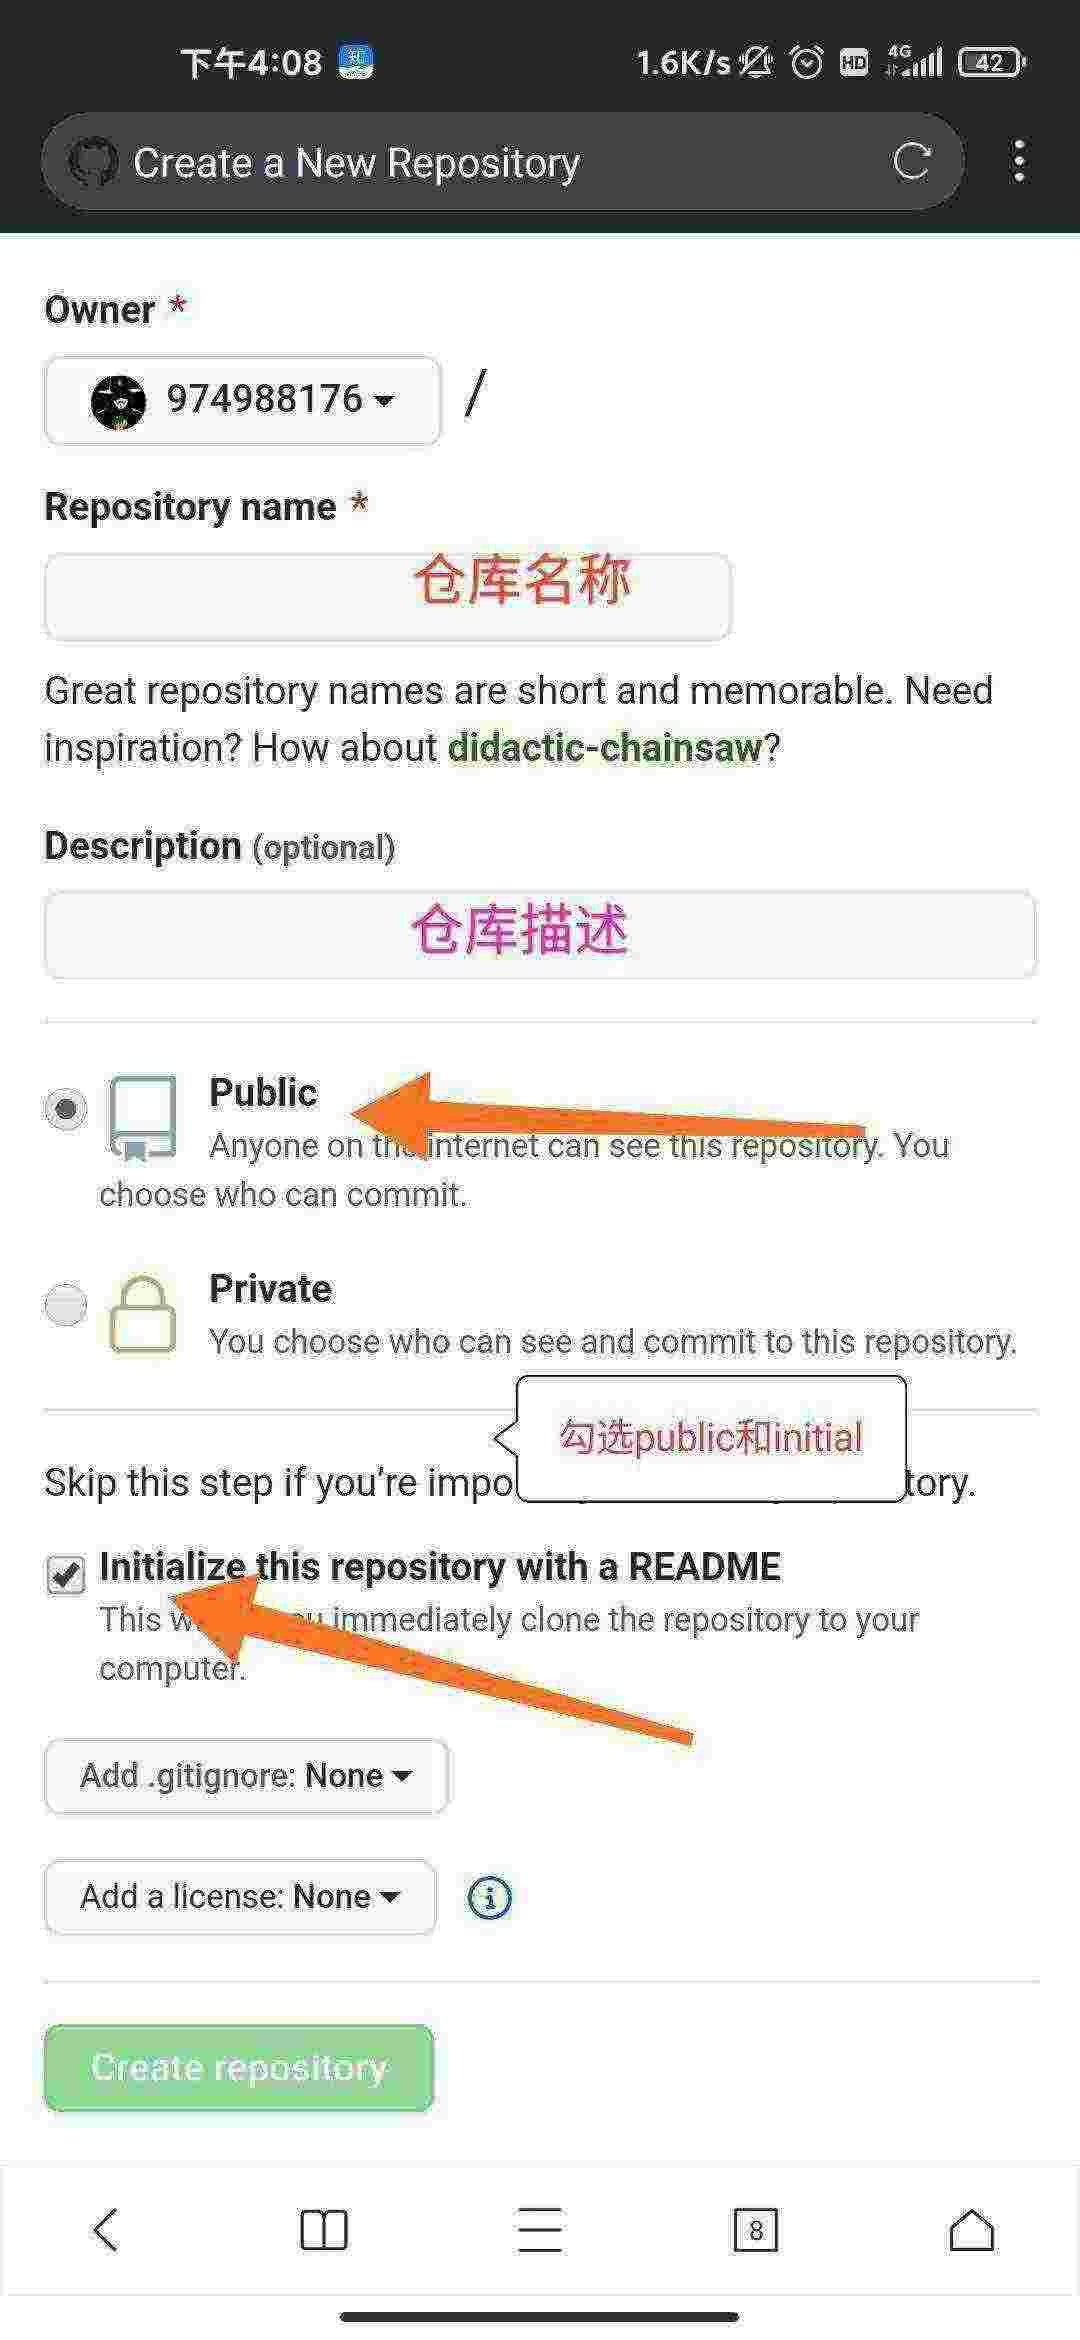 下午4:08 知 1.6K/s HD 4G 42
Create a New Repository
Owner *
974988176 /
Repository name *
仓库名称
Great repository names are short and memorable. Need
inspiration? How about didactic-chainsaw?
Description (optional)
仓库描述
Public
Anyone on the internet can see this repository. You
choose who can commit.
Private
You choose who can see and commit to this repository.
勾选public和initial
Skip this step if you're impo tory.
Initialize this repository with a README
This immediately clone the repository to your
computer.
Add .gitignore: None
Add a license: None
Create repository
8